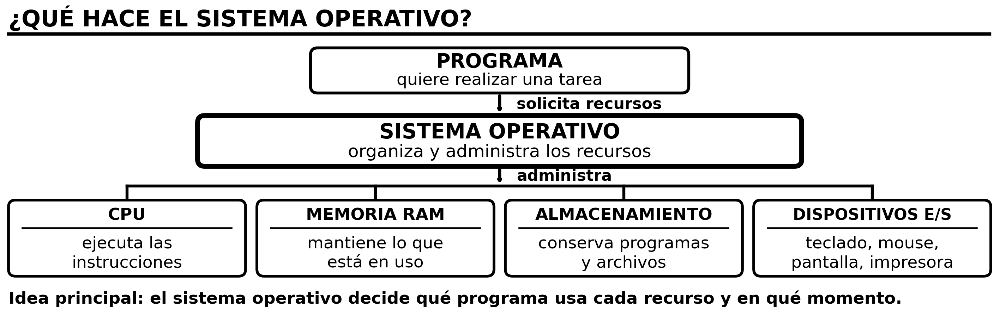 ¿QUÉ HACE EL SISTEMA OPERATIVO?
PROGRAMA
quiere realizar una tarea
solicita recursos
SISTEMA OPERATIVO
organiza y administra los recursos
administra
CPU
ejecuta las
instrucciones
MEMORIA RAM
mantiene lo que
está en uso
ALMACENAMIENTO
conserva programas
y archivos
DISPOSITIVOS E/S
teclado, mouse,
pantalla, impresora
Idea principal: el sistema operativo decide qué programa usa cada recurso y en qué momento.